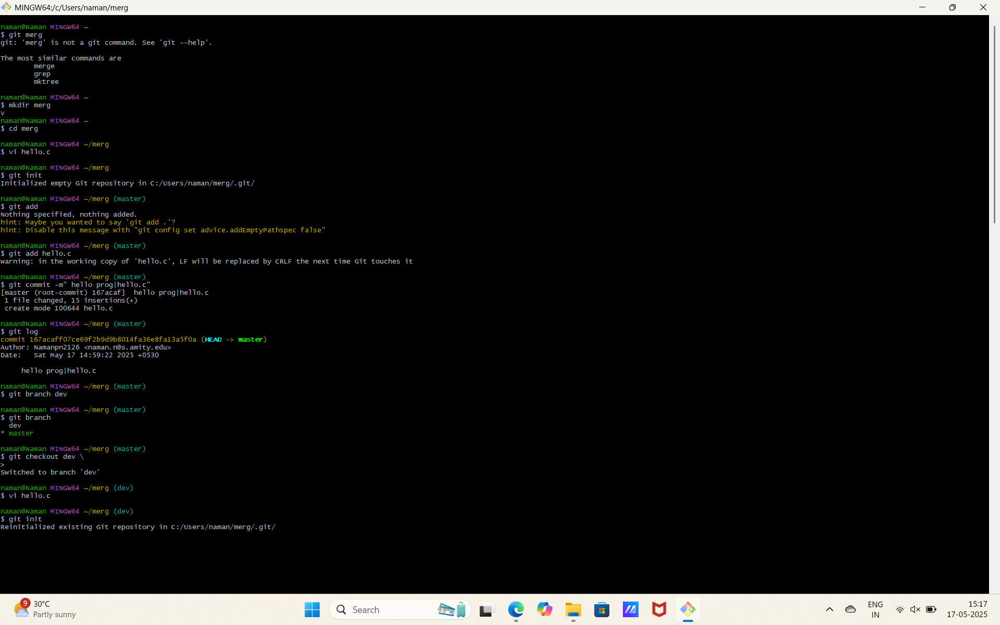 MINGW64:/c/Users/naman/merg
naman@Naman MINGW64 ~
$ git merg
git: 'merg' is not a git command. See 'git --help'.
The most similar commands are
merge
grep
mktree
naman@Naman MINGW64 ~
$ mkdir merg
v
naman@Naman MINGW64 ~
$ cd merg
naman@Naman MINGW64 ~/merg
$ vi hello.c
naman@Naman MINGW64 ~/merg
$ git init
Initialized empty Git repository in C:/Users/naman/merg/.git/
naman@Naman MINGW64 ~/merg (master)
$ git add
Nothing specified, nothing added.
hint: Maybe you wanted to say 'git add .'?
hint: Disable this message with "git config set advice.addEmptyPathspec false"
naman@Naman MINGW64 ~/merg (master)
$ git add hello.c
warning: in the working copy of 'hello.c', LF will be replaced by CRLF the next time Git touches it
naman@Naman MINGW64 ~/merg (master)
$ git commit -m" hello prog|hello.c"
[master (root-commit) 167acaf]  hello prog|hello.c
1 file changed, 15 insertions(+)
create mode 100644 hello.c
naman@Naman MINGW64 ~/merg (master)
$ git log
commit 167acaff07ce69f2b9d9b8014fa36e8fa13a5f0a (HEAD -> master)
Author: Namanpn2126 <naman.n@s.amity.edu>
Date:   Sat May 17 14:59:22 2025 +0530
hello prog|hello.c
naman@Naman MINGW64 ~/merg (master)
$ git branch dev
naman@Naman MINGW64 ~/merg (master)
$ git branch
dev
* master
naman@Naman MINGW64 ~/merg (master)
$ git checkout dev \
>
Switched to branch 'dev'
naman@Naman MINGW64 ~/merg (dev)
$ vi hello.c
naman@Naman MINGW64 ~/merg (dev)
$ git init
Reinitialized existing Git repository in C:/Users/naman/merg/.git/
9
30°C
Partly sunny
Search
ENG
IN
15:17
17-05-2025